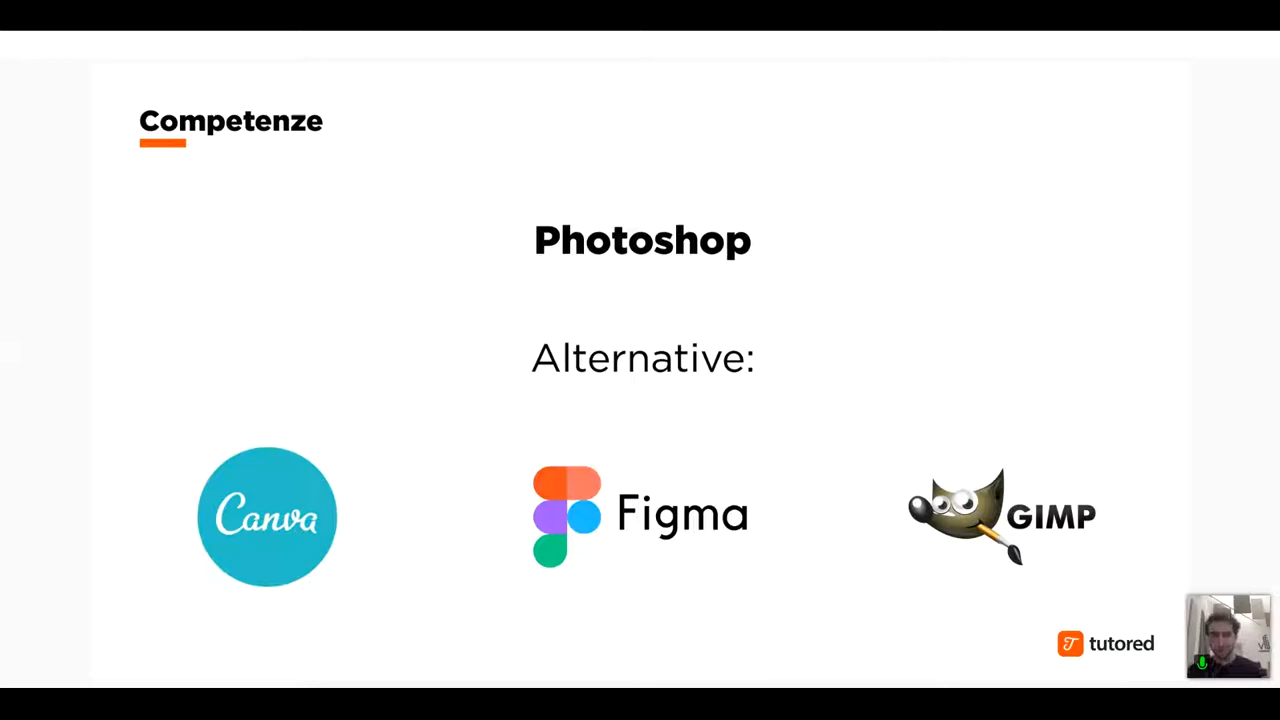 Competenze
Photoshop
Alternative:
Canva
Figma
GIMP
tutored